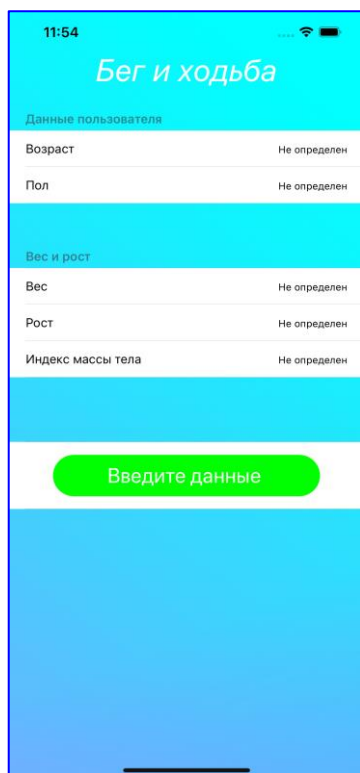 11:54
Бег и ходьба
Данные пользователя
Возраст Не определен
Пол Не определен
Вес и рост
Вес Не определен
Рост Не определен
Индекс массы тела Не определен
Введите данные